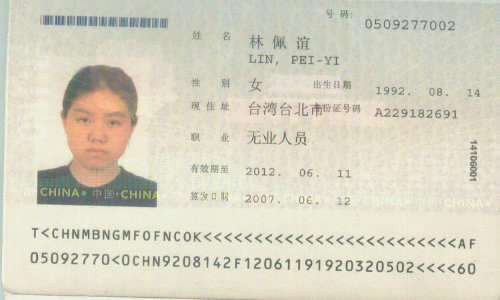 号 码: 0509277002
姓 名 林佩谊
LIN, PEI-YI
性 别 女 出生日期 1992. 08. 14
现住址 台湾台北市 身份证号码 A229182691
职 业 无业人员
有效期至 2012. 06. 11
签发日期 2007. 06. 12
14106001
CHINA • 中国 • CHINA
T<CHNMBNGMFOFNCOK<<<<<<<<<<<<<<<<<<<<<<<<<<AF
05092770<0CHN9208142F12061191920320502<<<<60